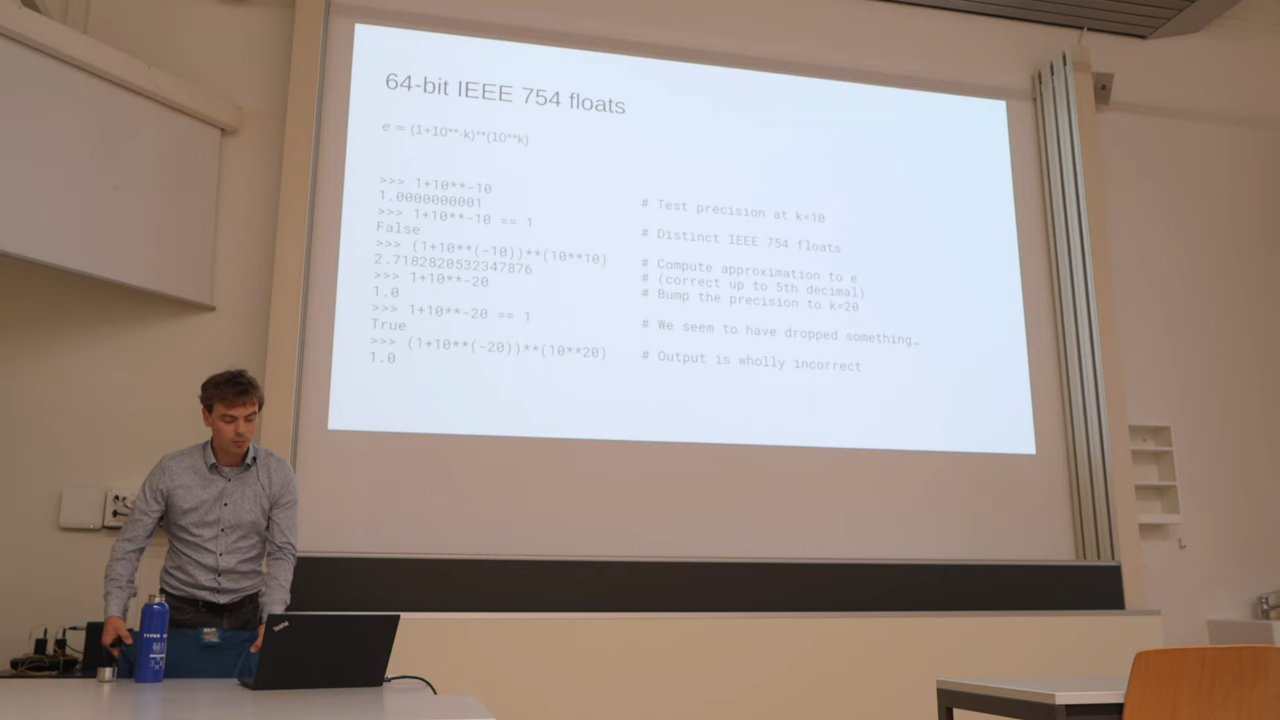 64-bit IEEE 754 floats
e = (1+10**-k)**(10**k)
>>> 1+10**-10
1.0000000001 # Test precision at k=10
>>> 1+10**-10 == 1
False # Distinct IEEE 754 floats
>>> (1+10**(-10))**(10**10)
2.7182820532347876 # Compute approximation to e
>>> 1+10**-20 # (correct up to 5th decimal)
1.0 # Bump the precision to k=20
>>> 1+10**-20 == 1
True # We seem to have dropped something…
>>> (1+10**(-20))**(10**20)
1.0 # Output is wholly incorrect
ThinkPad